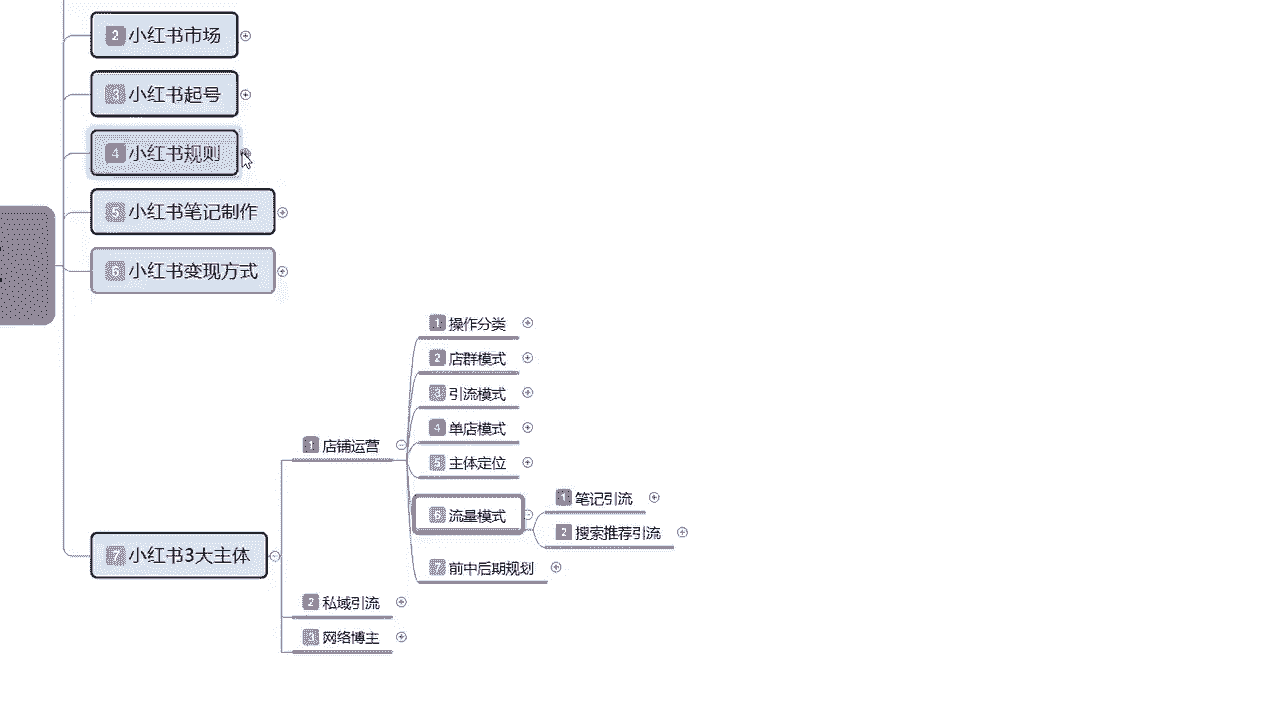 2 小红书市场
3 小红书起号
4 小红书规则
5 小红书笔记制作
6 小红书变现方式
7 小红书3大主体
1 店铺运营
1 操作分类
2 店群模式
3 引流模式
4 单店模式
5 主体定位
6 流量模式
1 笔记引流
2 搜索推荐引流
7 前中后期规划
2 私域引流
3 网络博主